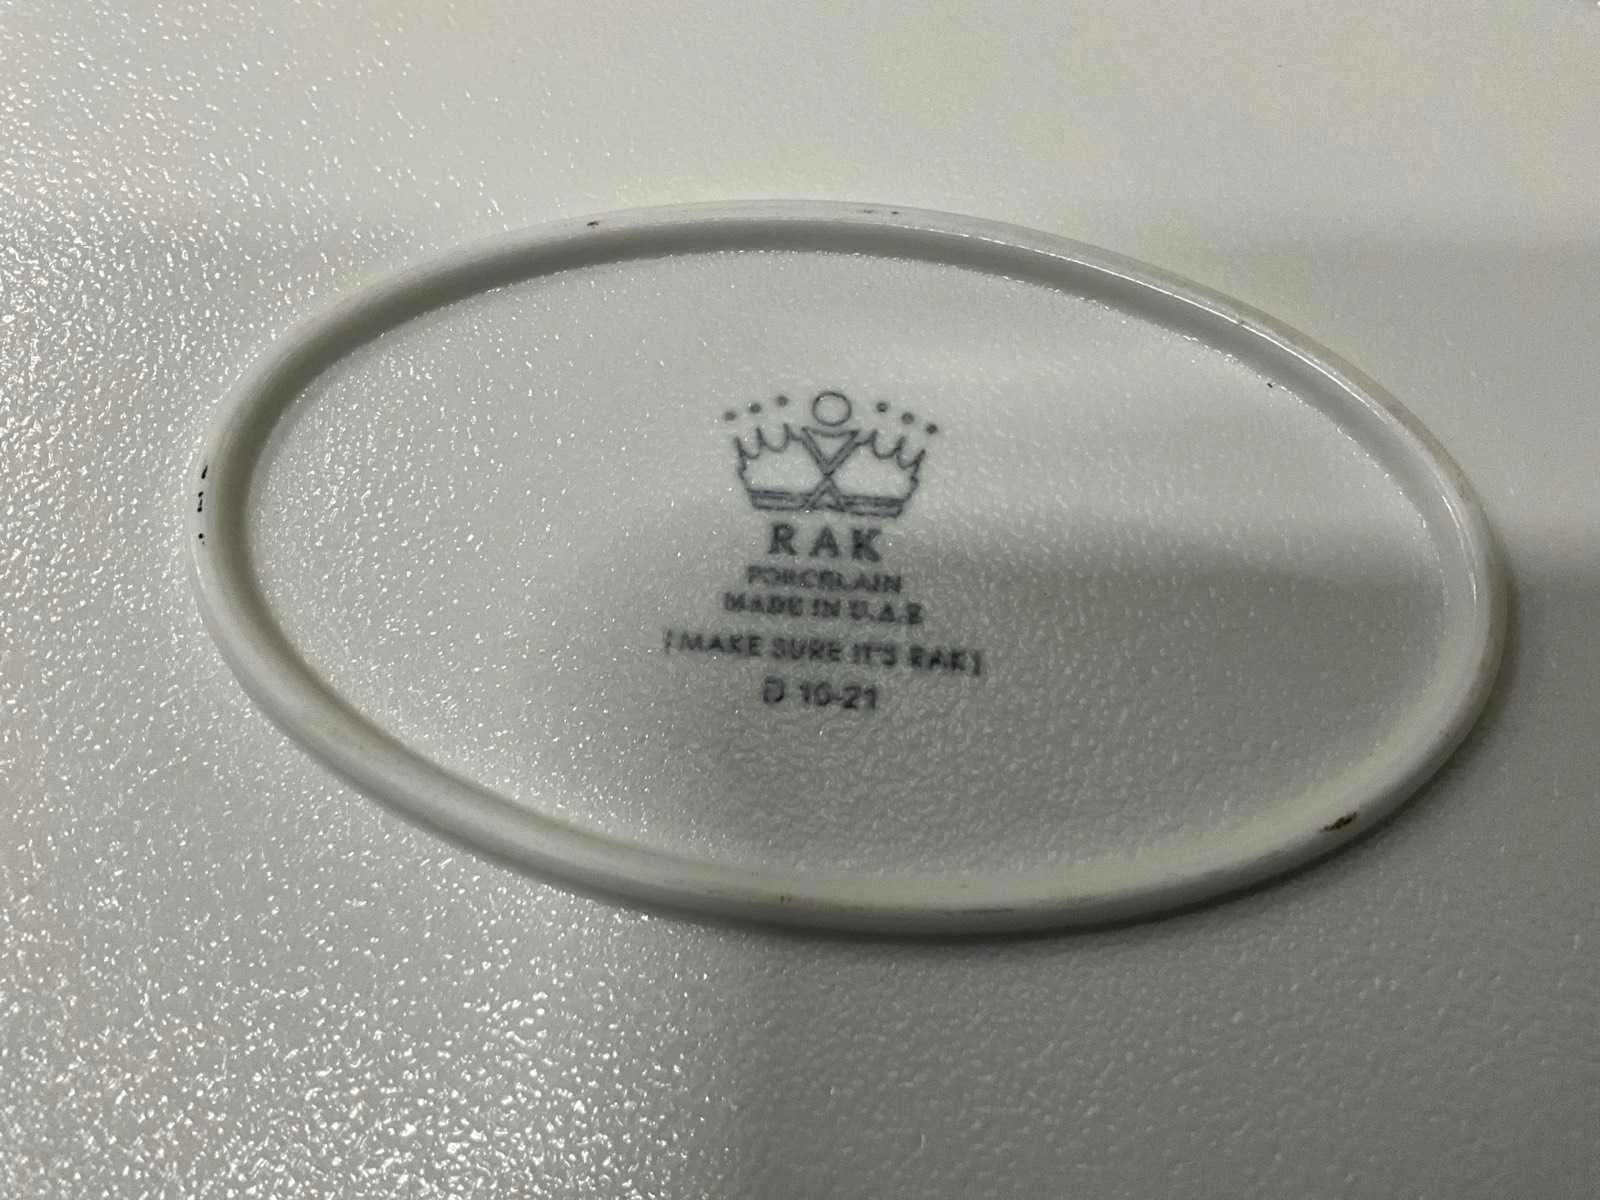 RAK
PORCELAIN
MADE IN U.A.E
[MAKE SURE IT'S RAK]
D 10-21